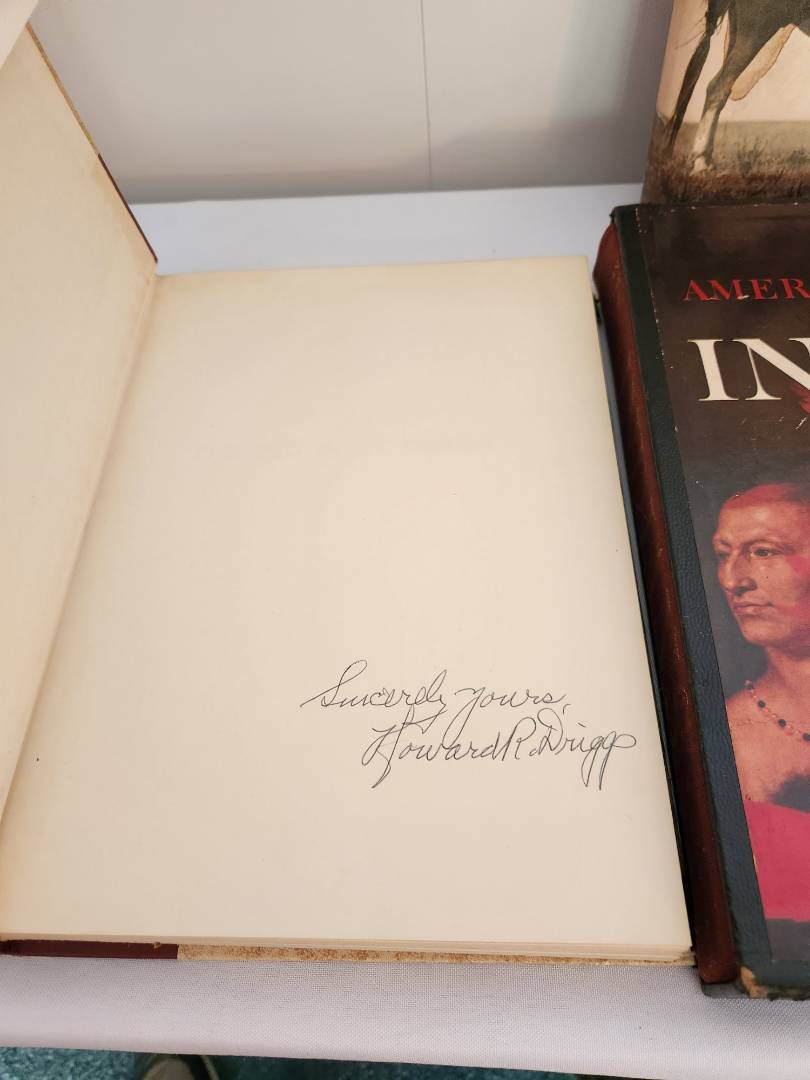 Sincerely yours,
Howard R. Driggs
AMER
IN